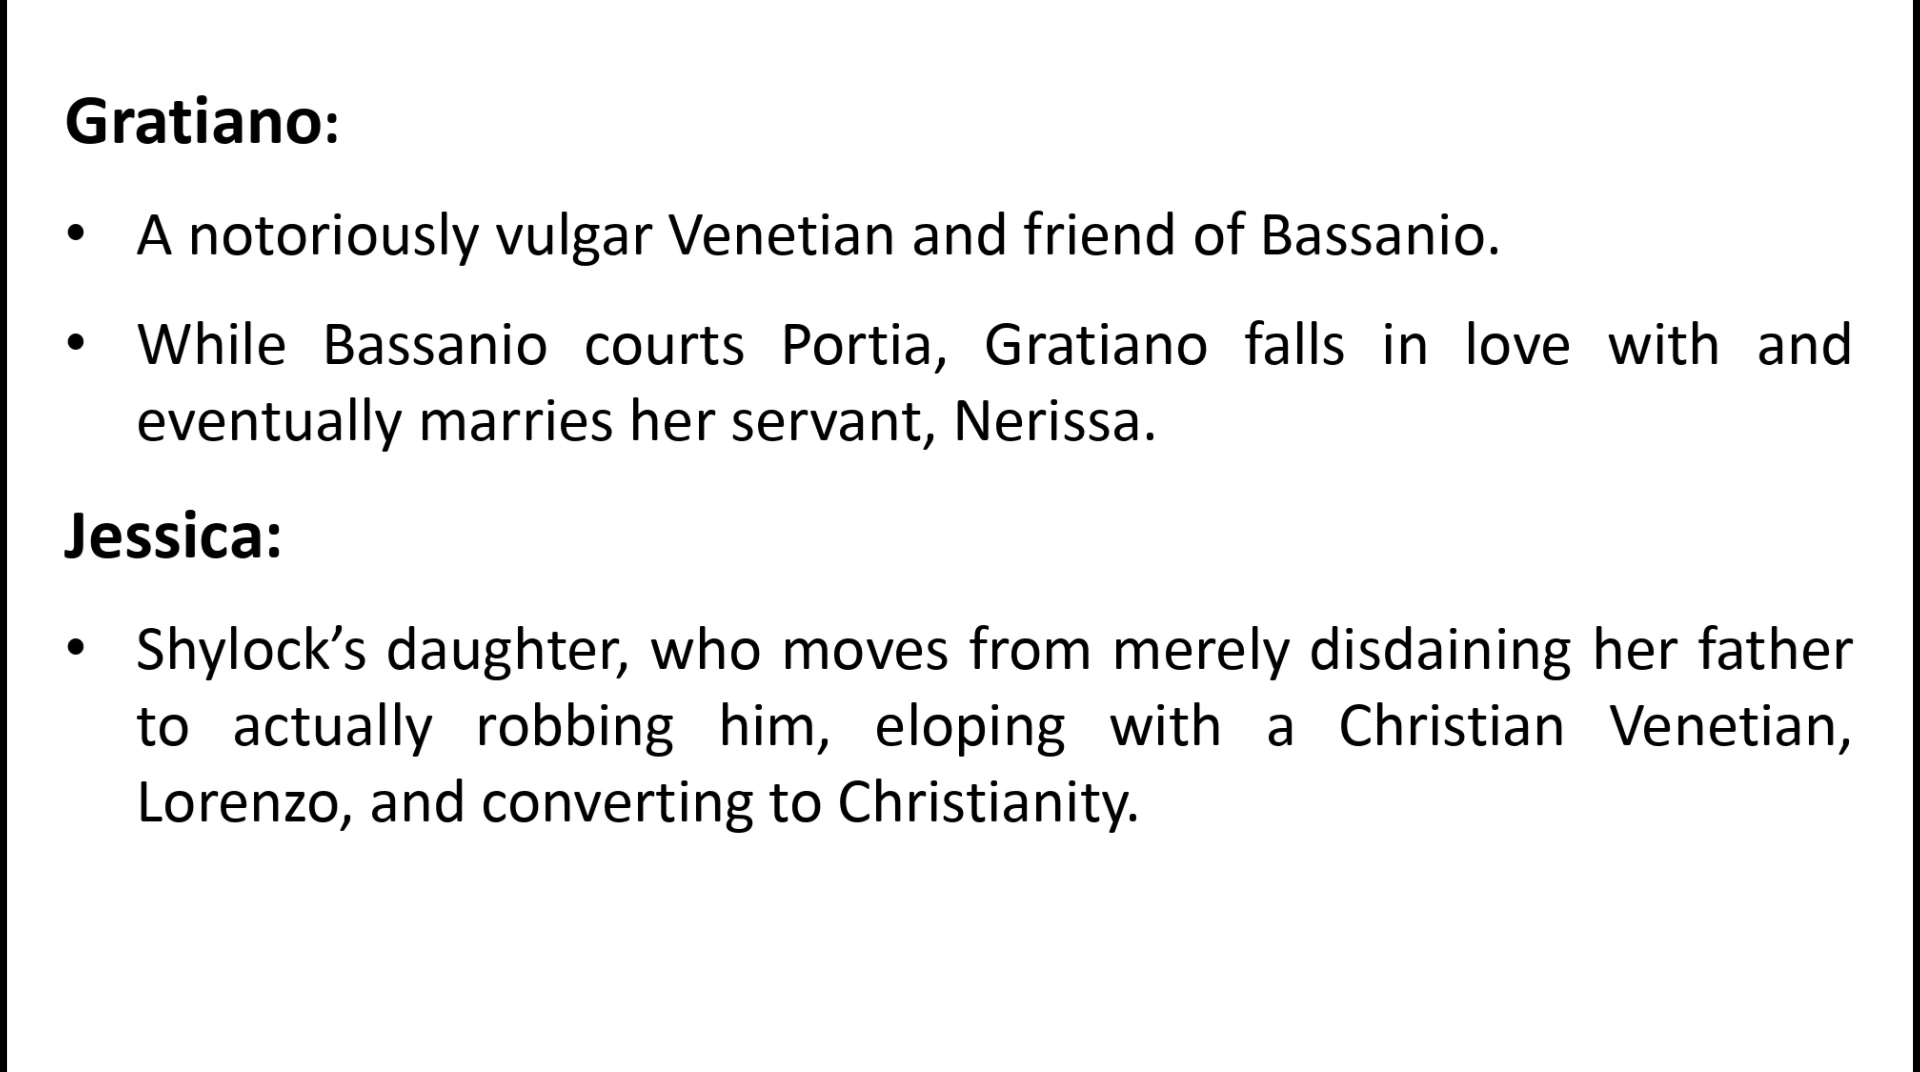 Gratiano:
• A notoriously vulgar Venetian and friend of Bassanio.
• While Bassanio courts Portia, Gratiano falls in love with and
eventually marries her servant, Nerissa.
Jessica:
• Shylock’s daughter, who moves from merely disdaining her father
to actually robbing him, eloping with a Christian Venetian,
Lorenzo, and converting to Christianity.